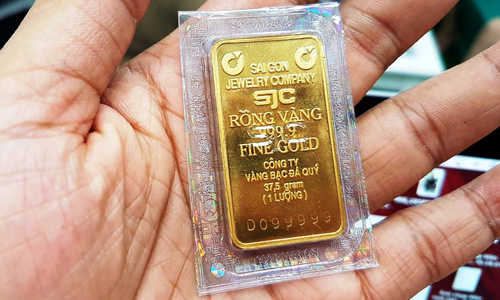 SAIGON
JEWELRY COMPANY
SJC
RỒNG VÀNG
999.9
FINE GOLD
CÔNG TY
VÀNG BẠC ĐÁ QUÝ
37,5 gram
(1 LƯỢNG)
D099999